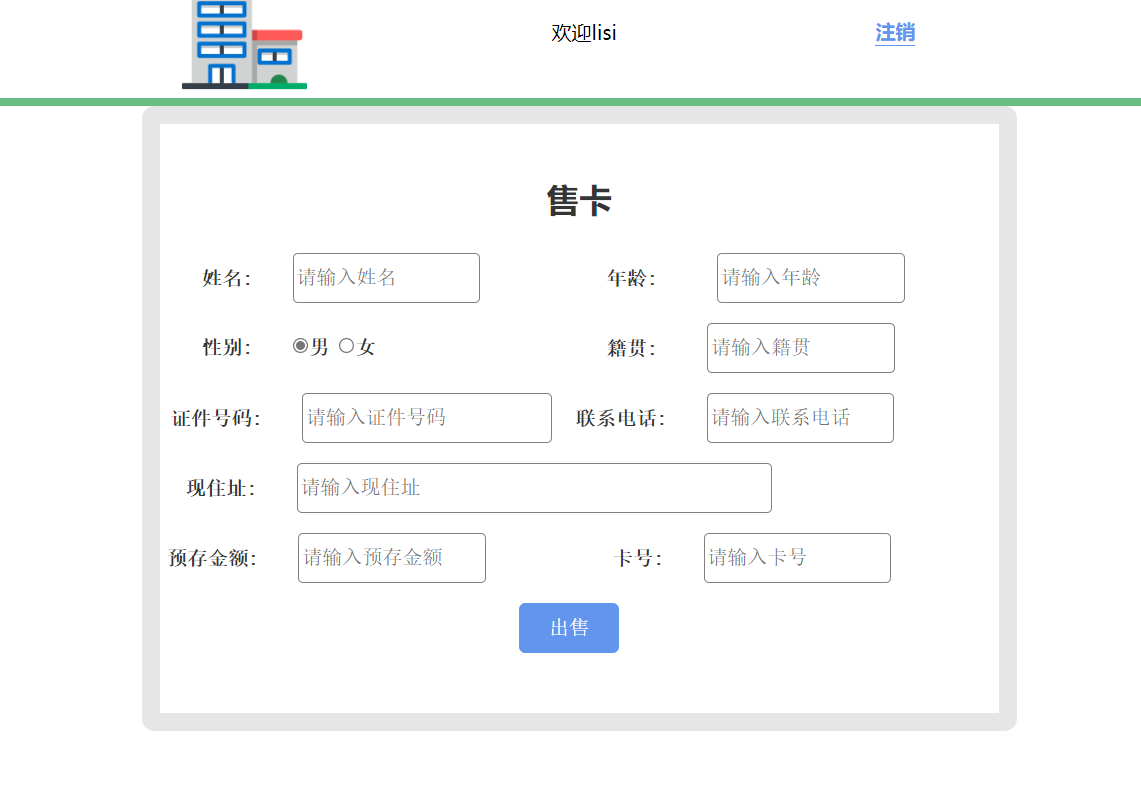 欢迎lisi 注销
售卡
姓名： 请输入姓名 年龄： 请输入年龄
性别： 男 女 籍贯： 请输入籍贯
证件号码： 请输入证件号码 联系电话： 请输入联系电话
现住址： 请输入现住址
预存金额： 请输入预存金额 卡号： 请输入卡号
出售